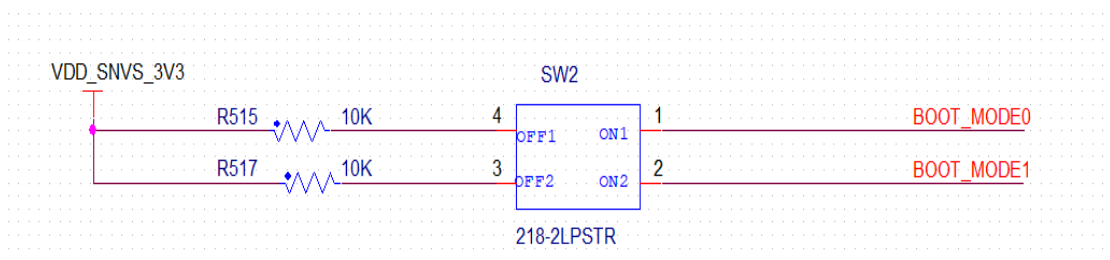 VDD_SNVS_3V3
SW2
R515 10K 4 OFF1 ON1 1 BOOT_MODE0
R517 10K 3 OFF2 ON2 2 BOOT_MODE1
218-2LPSTR